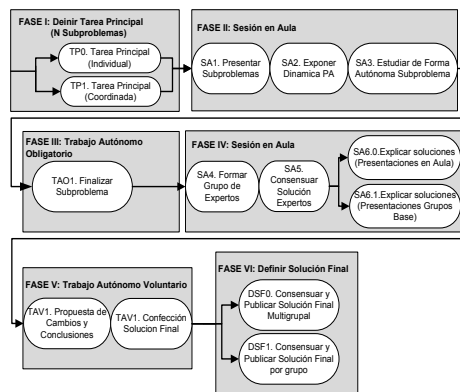 FASE I: Deinir Tarea Principal
(N Subproblemas)
TP0. Tarea Principal
(Individual)
TP1. Tarea Principal
(Coordinada)
FASE II: Sesión en Aula
SA1. Presentar
Subproblemas
SA2. Exponer
Dinamica PA
SA3. Estudiar de Forma
Autónoma Subproblema
FASE III: Trabajo Autónomo
Obligatorio
TAO1. Finalizar
Subproblema
FASE IV: Sesión en Aula
SA4. Formar
Grupo de
Expertos
SA5.
Consensuar
Solución
Expertos
SA6.0.Explicar soluciones
(Presentaciones en Aula)
SA6.1.Explicar soluciones
(Presentaciones Grupos
Base)
FASE V: Trabajo Autónomo Voluntario
TAV1. Propuesta de
Cambios y
Conclusiones
TAV1. Confección
Solucion Final
FASE VI: Definir Solución Final
DSF0. Consensuar y
Publicar Solución Final
Multigrupal
DSF1. Consensuar y
Publicar Solución Final
por grupo